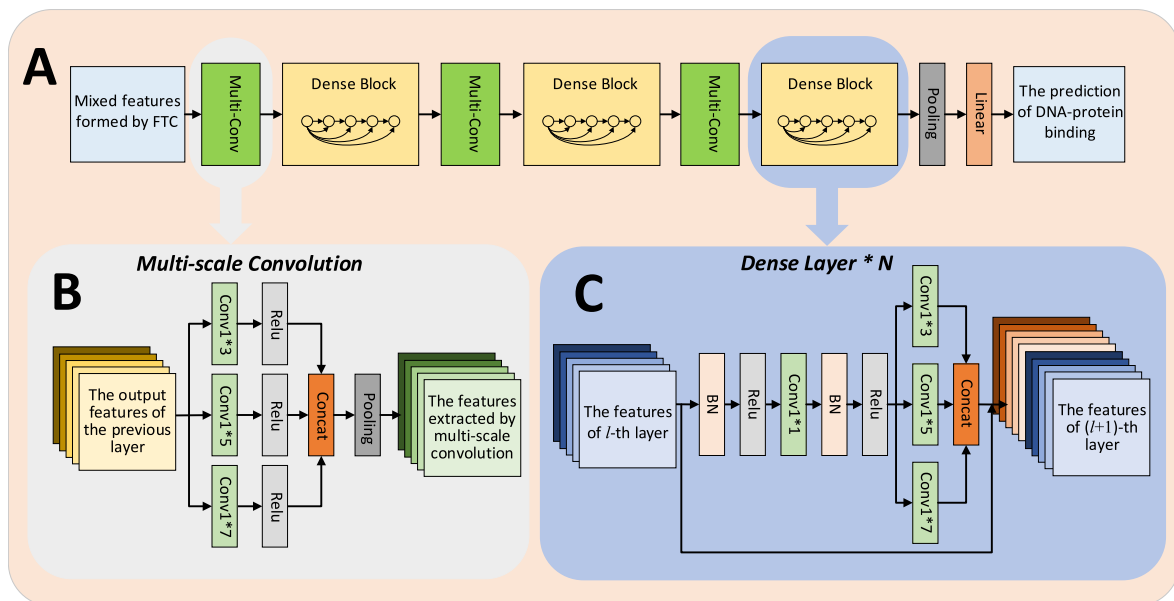 A
Mixed features
formed by FTC
Multi-Conv
Dense Block
Multi-Conv
Dense Block
Multi-Conv
Dense Block
Pooling
Linear
The prediction
of DNA-protein
binding
B
Multi-scale Convolution
The output
features of
the previous
layer
Conv1*3
Relu
Conv1*5
Relu
Conv1*7
Relu
Concat
Pooling
The features
extracted by
multi-scale
convolution
C
Dense Layer * N
The features
of l-th layer
BN
Relu
Conv1*1
BN
Relu
Conv1*3
Conv1*5
Conv1*7
Concat
The features
of (l+1)-th
layer